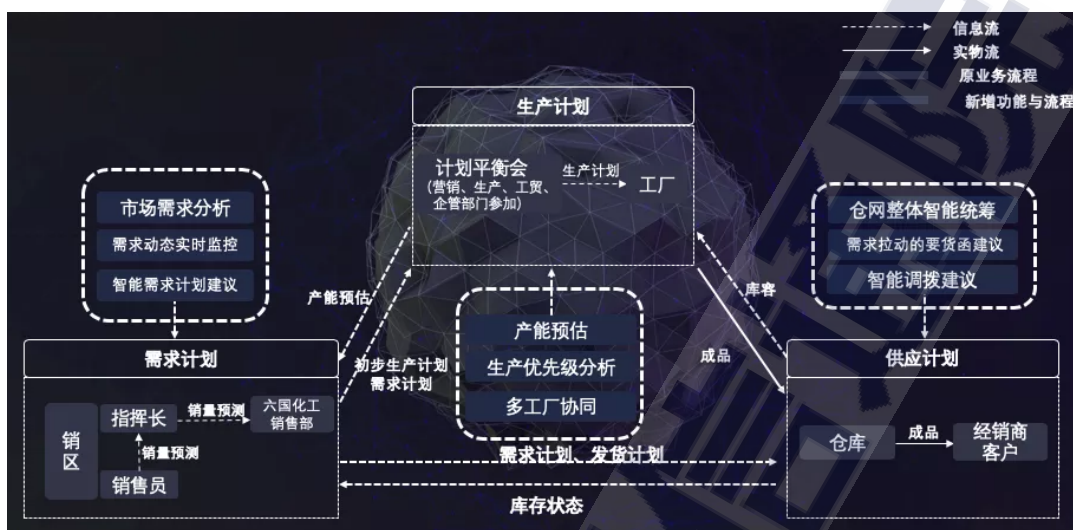 信息流
实物流
原业务流程
新增功能与流程
生产计划
计划平衡会
(营销、生产、工贸、
企管部门参加)
生产计划
工厂
市场需求分析
需求动态实时监控
智能需求计划建议
仓网整体智能统筹
需求拉动的要货函建议
智能调拨建议
产能预估
初步生产计划
需求计划
产能预估
生产优先级分析
多工厂协同
库容
成品
需求计划
销区
指挥长
销量预测
六国化工
销售部
销量预测
销售员
供应计划
仓库
成品
经销商
客户
需求计划、发货计划
库存状态